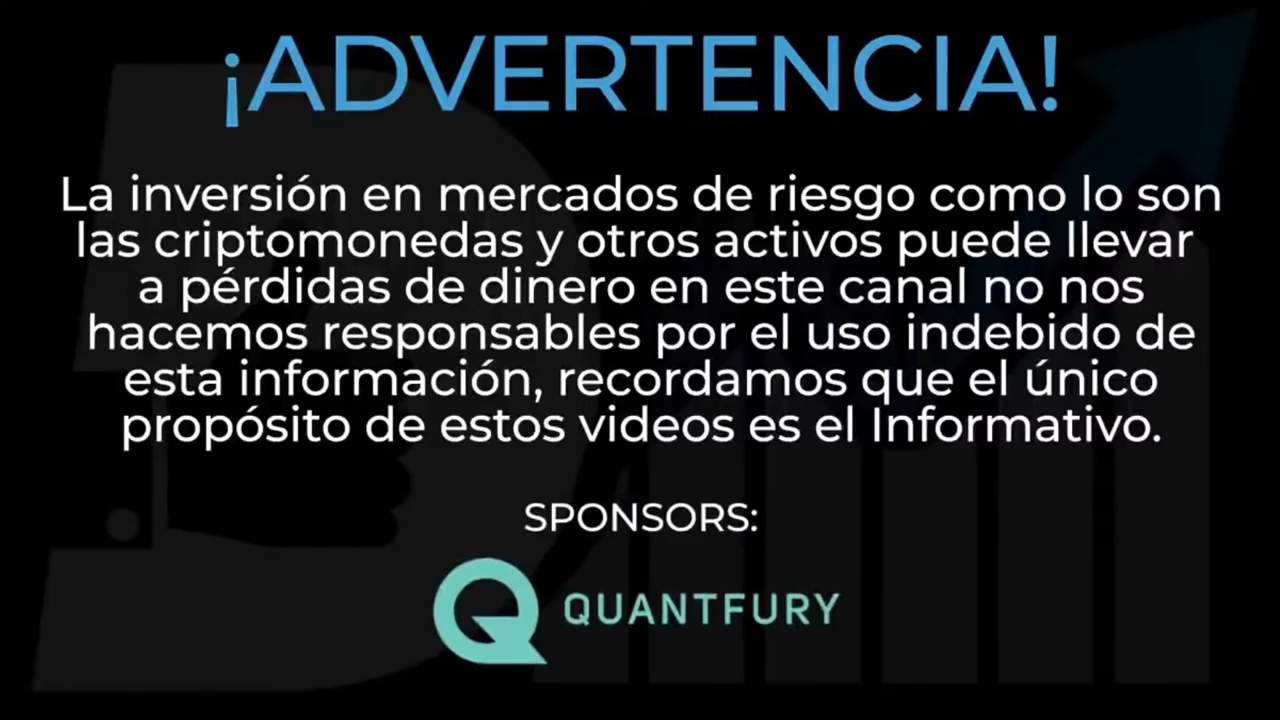 ¡ADVERTENCIA!
La inversión en mercados de riesgo como lo son
las criptomonedas y otros activos puede llevar
a pérdidas de dinero en este canal no nos
hacemos responsables por el uso indebido de
esta información, recordamos que el único
propósito de estos videos es el Informativo.
SPONSORS:
QUANTFURY